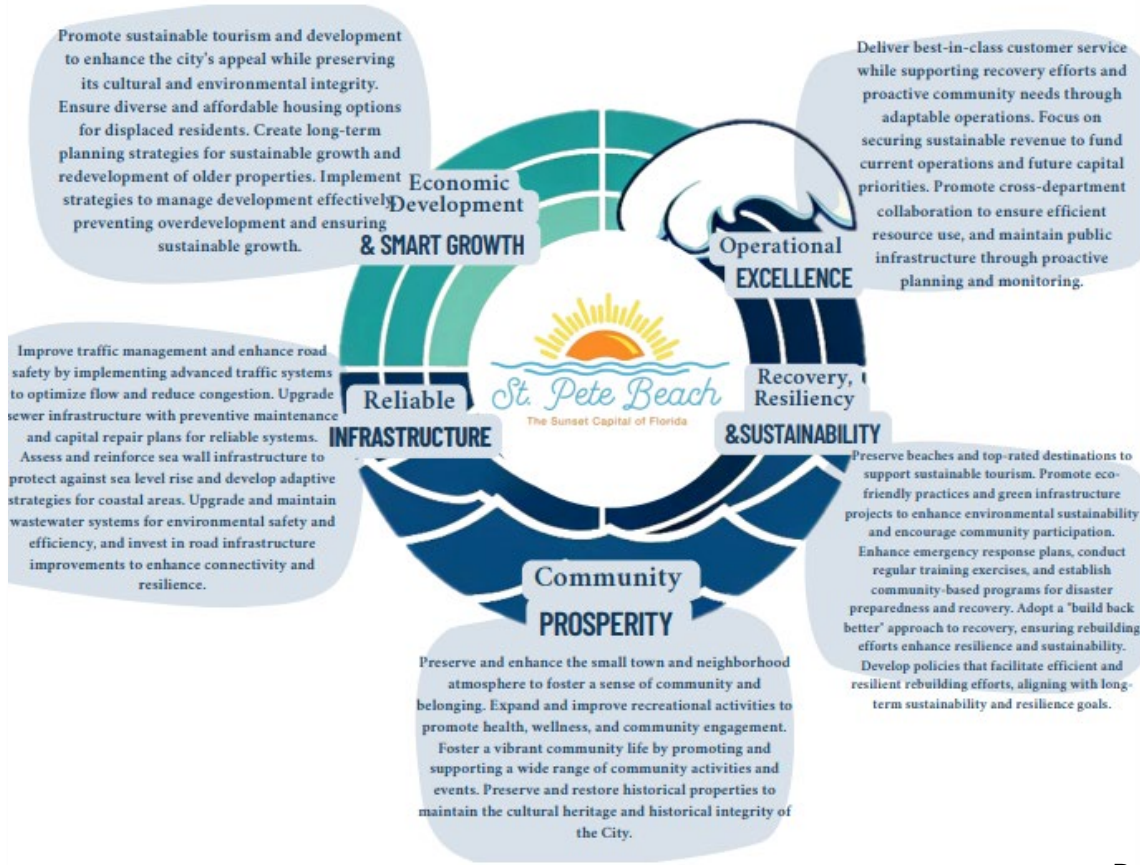 Promote sustainable tourism and development
to enhance the city's appeal while preserving
its cultural and environmental integrity.
Ensure diverse and affordable housing options
for displaced residents. Create long-term
planning strategies for sustainable growth and
redevelopment of older properties. Implement
strategies to manage development effectively,
preventing overdevelopment and ensuring
sustainable growth.
Economic
Development
& SMART GROWTH
Deliver best-in-class customer service
while supporting recovery efforts and
proactive community needs through
adaptable operations. Focus on
securing sustainable revenue to fund
current operations and future capital
priorities. Promote cross-department
collaboration to ensure efficient
resource use, and maintain public
infrastructure through proactive
planning and monitoring.
Operational
EXCELLENCE
St. Pete Beach
The Sunset Capital of Florida
Improve traffic management and enhance road
safety by implementing advanced traffic systems
to optimize flow and reduce congestion. Upgrade
sewer infrastructure with preventive maintenance
and capital repair plans for reliable systems.
Assess and reinforce sea wall infrastructure to
protect against sea level rise and develop adaptive
strategies for coastal areas. Upgrade and maintain
wastewater systems for environmental safety and
efficiency, and invest in road infrastructure
improvements to enhance connectivity and
resilience.
Reliable
INFRASTRUCTURE
Recovery,
Resiliency
&SUSTAINABILITY
Preserve beaches and top-rated destinations to
support sustainable tourism. Promote eco-
friendly practices and green infrastructure
projects to enhance environmental sustainability
and encourage community participation.
Enhance emergency response plans, conduct
regular training exercises, and establish
community-based programs for disaster
preparedness and recovery. Adopt a "build back
better" approach to recovery, ensuring rebuilding
efforts enhance resilience and sustainability.
Develop policies that facilitate efficient and
resilient rebuilding efforts, aligning with long-
term sustainability and resilience goals.
Community
PROSPERITY
Preserve and enhance the small town and neighborhood
atmosphere to foster a sense of community and
belonging. Expand and improve recreational activities to
promote health, wellness, and community engagement.
Foster a vibrant community life by promoting and
supporting a wide range of community activities and
events. Preserve and restore historical properties to
maintain the cultural heritage and historical integrity of
the City.